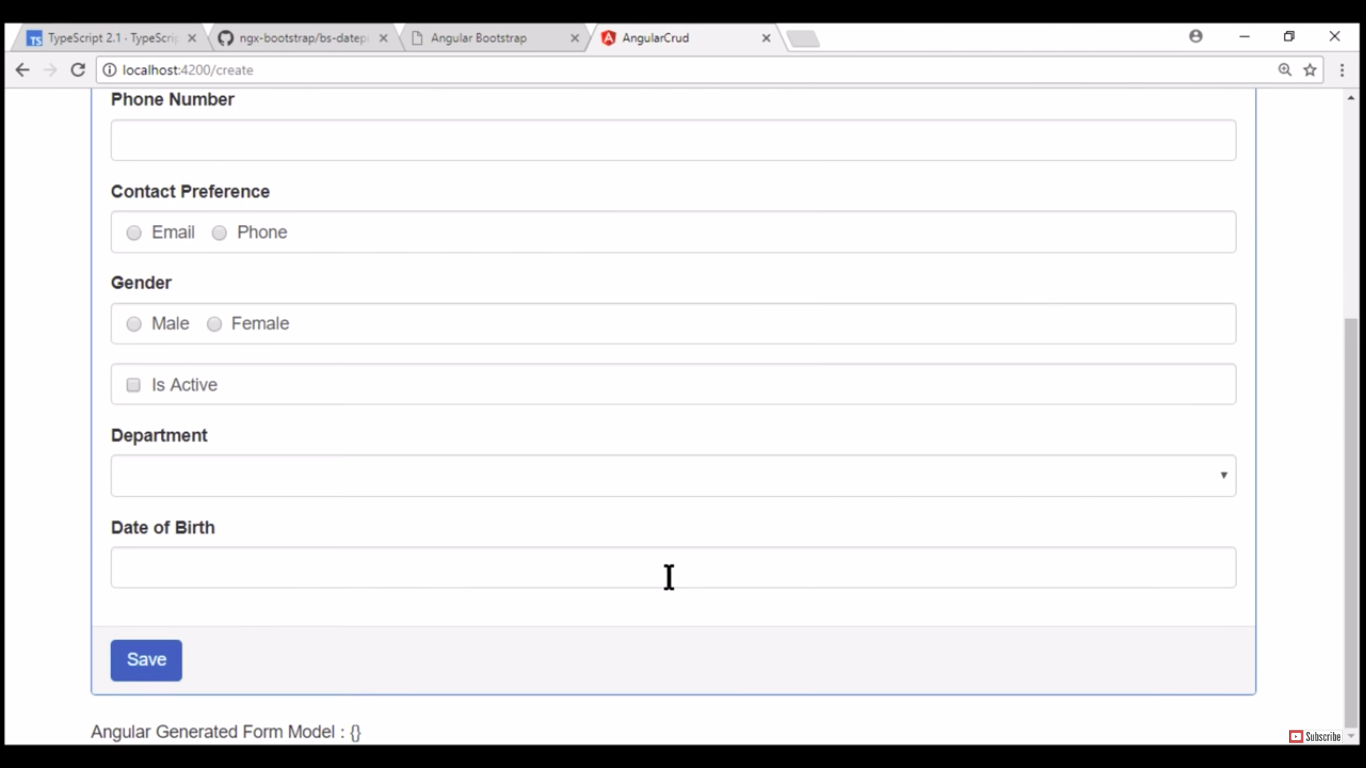 TypeScript 2.1 · TypeScrip
ngx-bootstrap/bs-datepi
Angular Bootstrap
AngularCrud
localhost:4200/create
Phone Number
Contact Preference
Email Phone
Gender
Male Female
Is Active
Department
Date of Birth
Save
Angular Generated Form Model : {}
Subscribe